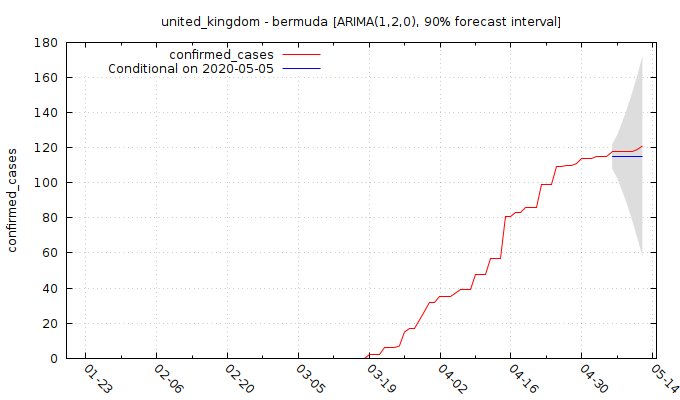 united_kingdom - bermuda [ARIMA(1,2,0), 90% forecast interval]
confirmed_cases
Conditional on 2020-05-05
confirmed_cases
180
160
140
120
100
80
60
40
20
0
01-23 02-06 02-20 03-05 03-19 04-02 04-16 04-30 05-14